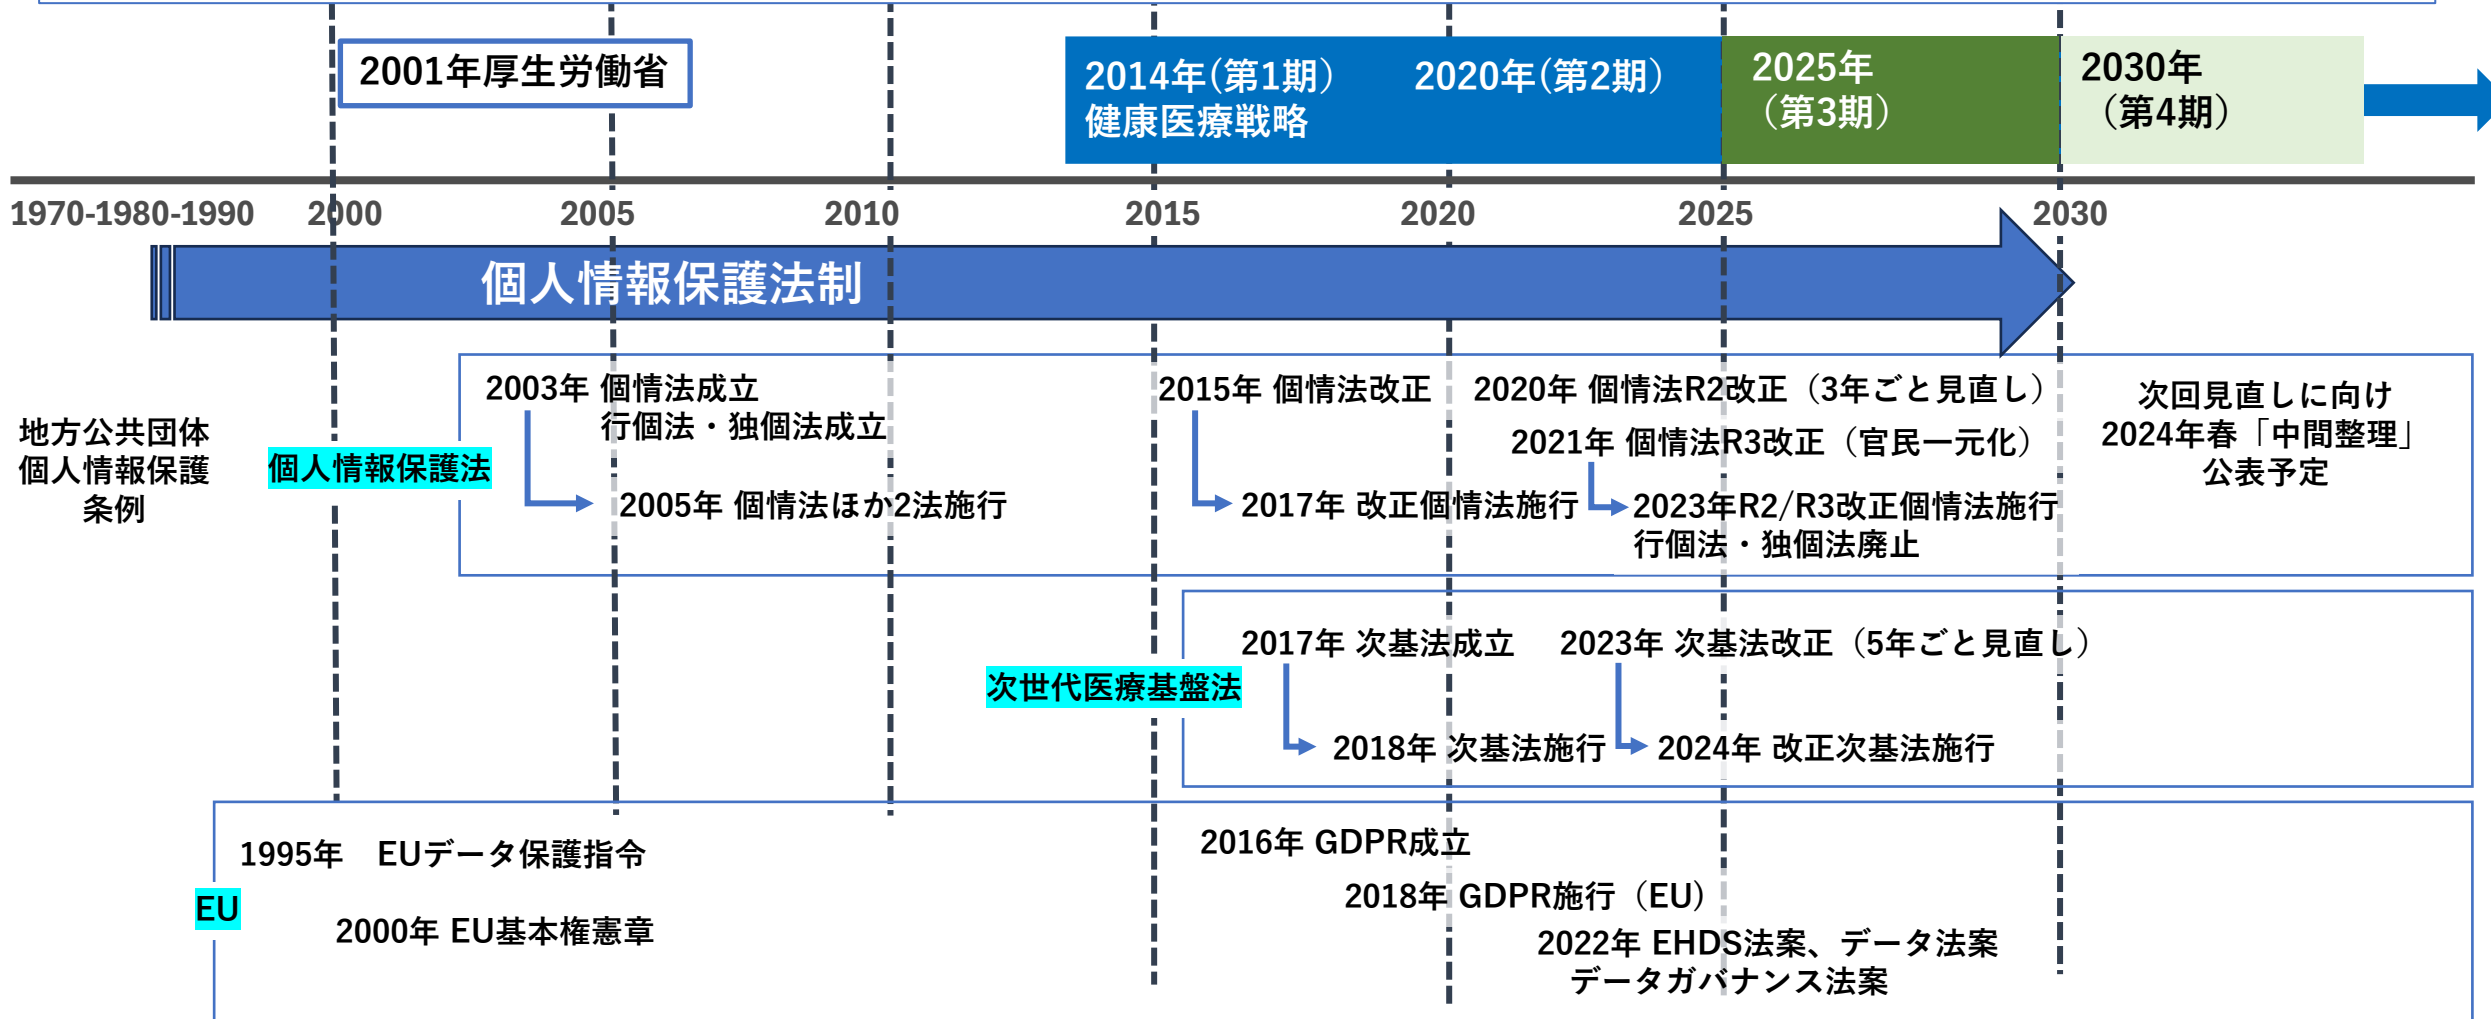 2001年厚生労働省
2014年(第1期） 2020年(第2期）
健康医療戦略
2025年
（第3期）
2030年
（第4期）
1970-1980-1990 2000 2005 2010 2015 2020 2025 2030
個人情報保護法制
地方公共団体
個人情報保護
条例
個人情報保護法
2003年 個情法成立
行個法・独個法成立
2005年 個情法ほか2法施行
2015年 個情法改正
2017年 改正個情法施行
2020年 個情法R2改正（3年ごと見直し）
2021年 個情法R3改正（官民一元化）
2023年R2/R3改正個情法施行
行個法・独個法廃止
次回見直しに向け
2024年春「中間整理」
公表予定
次世代医療基盤法
2017年 次基法成立
2018年 次基法施行
2023年 次基法改正（5年ごと見直し）
2024年 改正次基法施行
EU
1995年　EUデータ保護指令
2000年 EU基本権憲章
2016年 GDPR成立
2018年 GDPR施行（EU）
2022年 EHDS法案、データ法案
データガバナンス法案